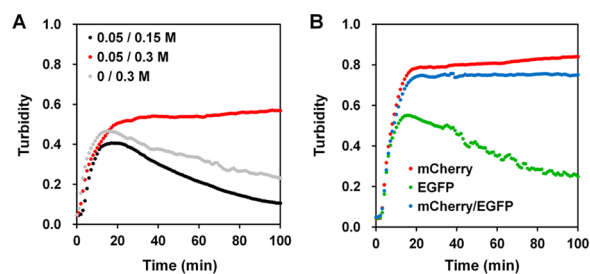 A
0.05 / 0.15 M
0.05 / 0.3 M
0 / 0.3 M
Turbidity
1.0
0.8
0.6
0.4
0.2
0.0
0 20 40 60 80 100
Time (min)
B
mCherry
EGFP
mCherry/EGFP
Turbidity
1.0
0.8
0.6
0.4
0.2
0.0
0 20 40 60 80 100
Time (min)